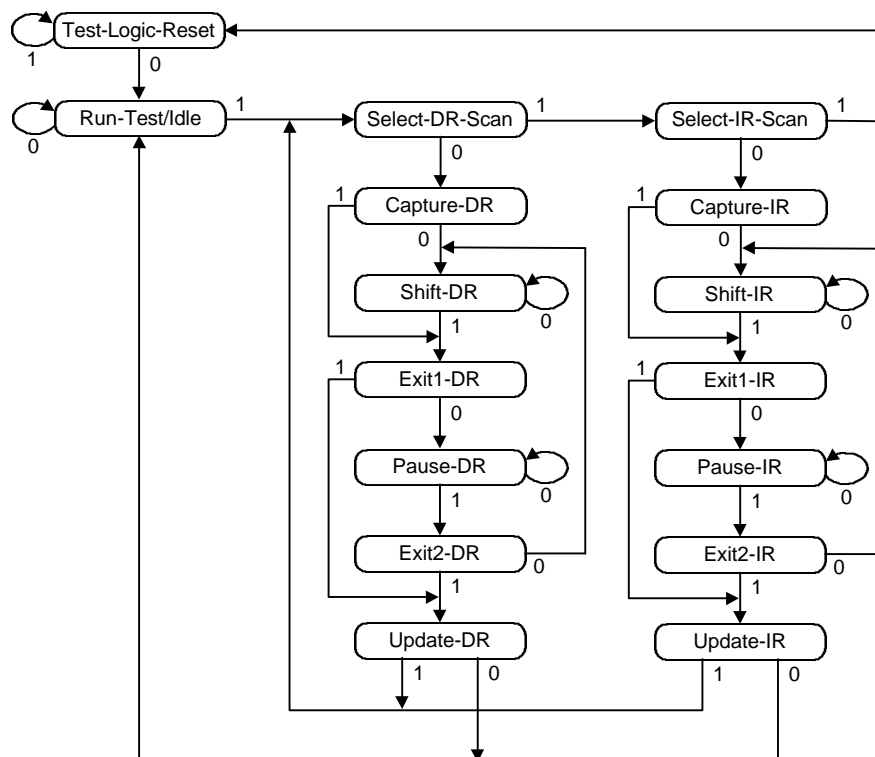 Test-Logic-Reset
1
0
Run-Test/Idle
1
Select-DR-Scan
1
Select-IR-Scan
1
0
0
0
1
Capture-DR
1
Capture-IR
0
0
Shift-DR
Shift-IR
1
0
1
0
1
Exit1-DR
1
Exit1-IR
0
0
Pause-DR
Pause-IR
1
0
1
0
Exit2-DR
0
Exit2-IR
0
1
1
Update-DR
Update-IR
1
0
1
0